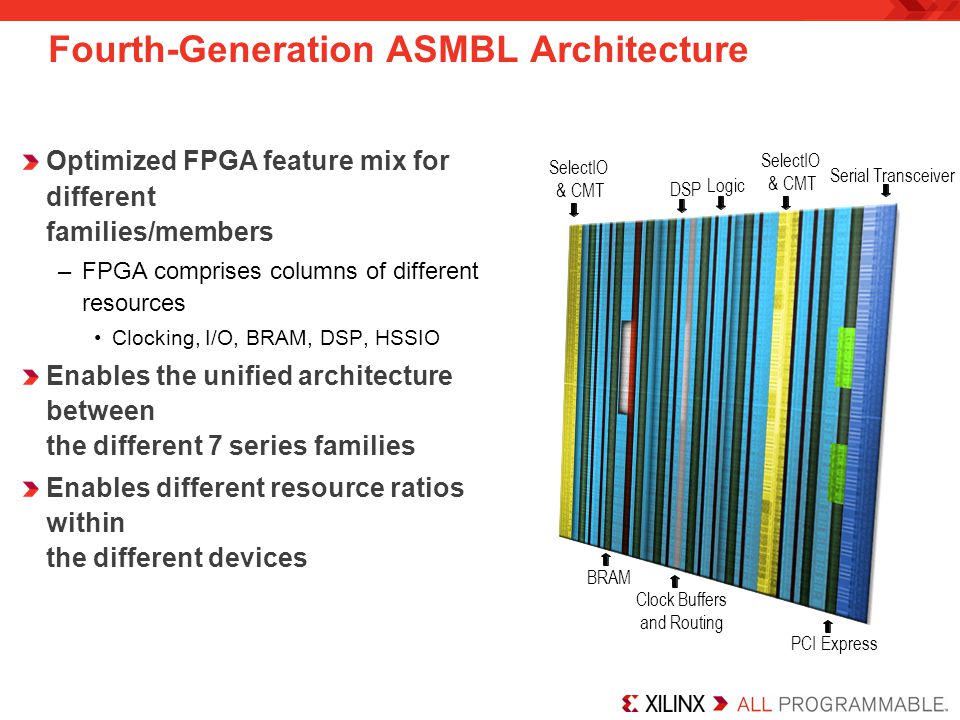 Fourth-Generation ASMBL Architecture
Optimized FPGA feature mix for
different
families/members
– FPGA comprises columns of different
resources
• Clocking, I/O, BRAM, DSP, HSSIO
Enables the unified architecture
between
the different 7 series families
Enables different resource ratios
within
the different devices
SelectIO
& CMT
DSP
Logic
SelectIO
& CMT
Serial Transceiver
BRAM
Clock Buffers
and Routing
PCI Express
XILINX ALL PROGRAMMABLE.